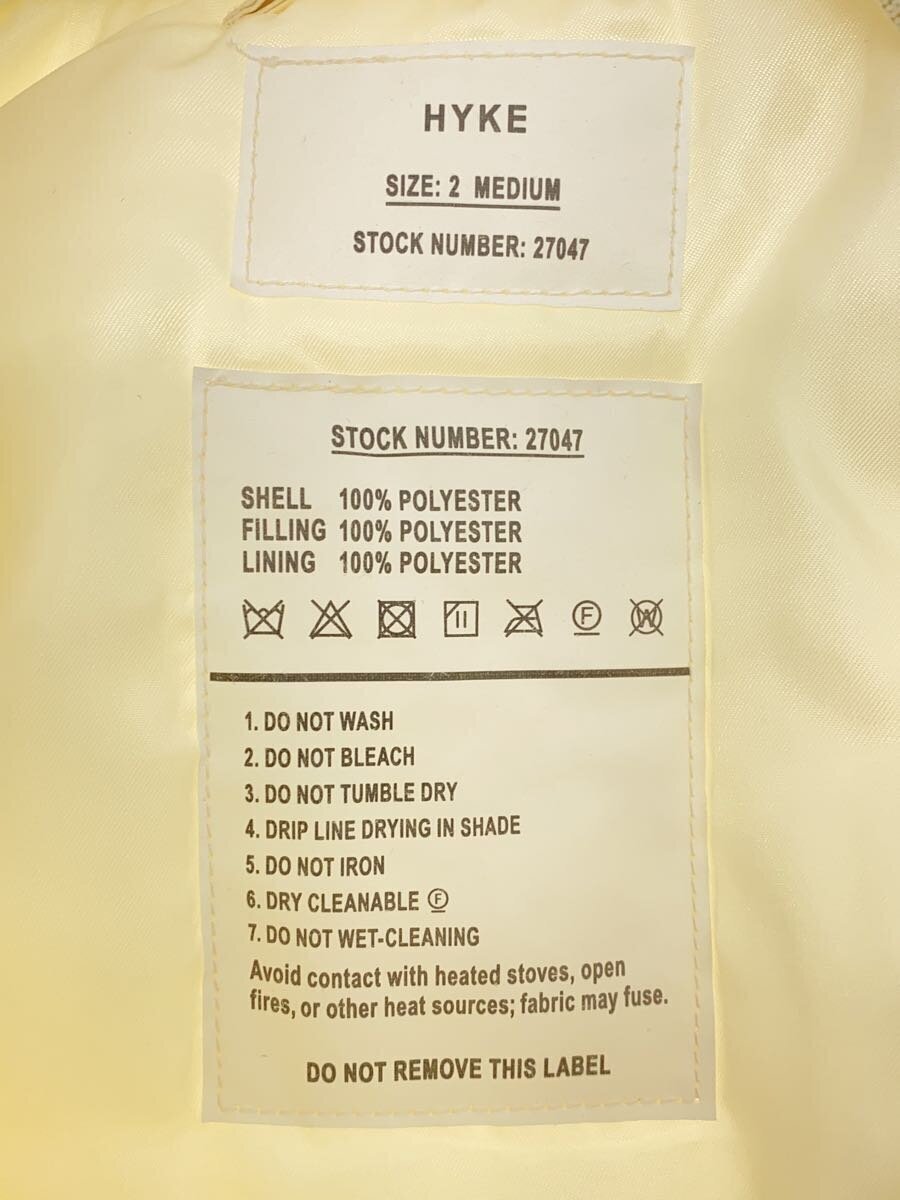 HYKE
SIZE: 2 MEDIUM
STOCK NUMBER: 27047
STOCK NUMBER: 27047
SHELL 100% POLYESTER
FILLING 100% POLYESTER
LINING 100% POLYESTER
F W
1. DO NOT WASH
2. DO NOT BLEACH
3. DO NOT TUMBLE DRY
4. DRIP LINE DRYING IN SHADE
5. DO NOT IRON
6. DRY CLEANABLE Ⓕ
7. DO NOT WET-CLEANING
Avoid contact with heated stoves, open
fires, or other heat sources; fabric may fuse.
DO NOT REMOVE THIS LABEL